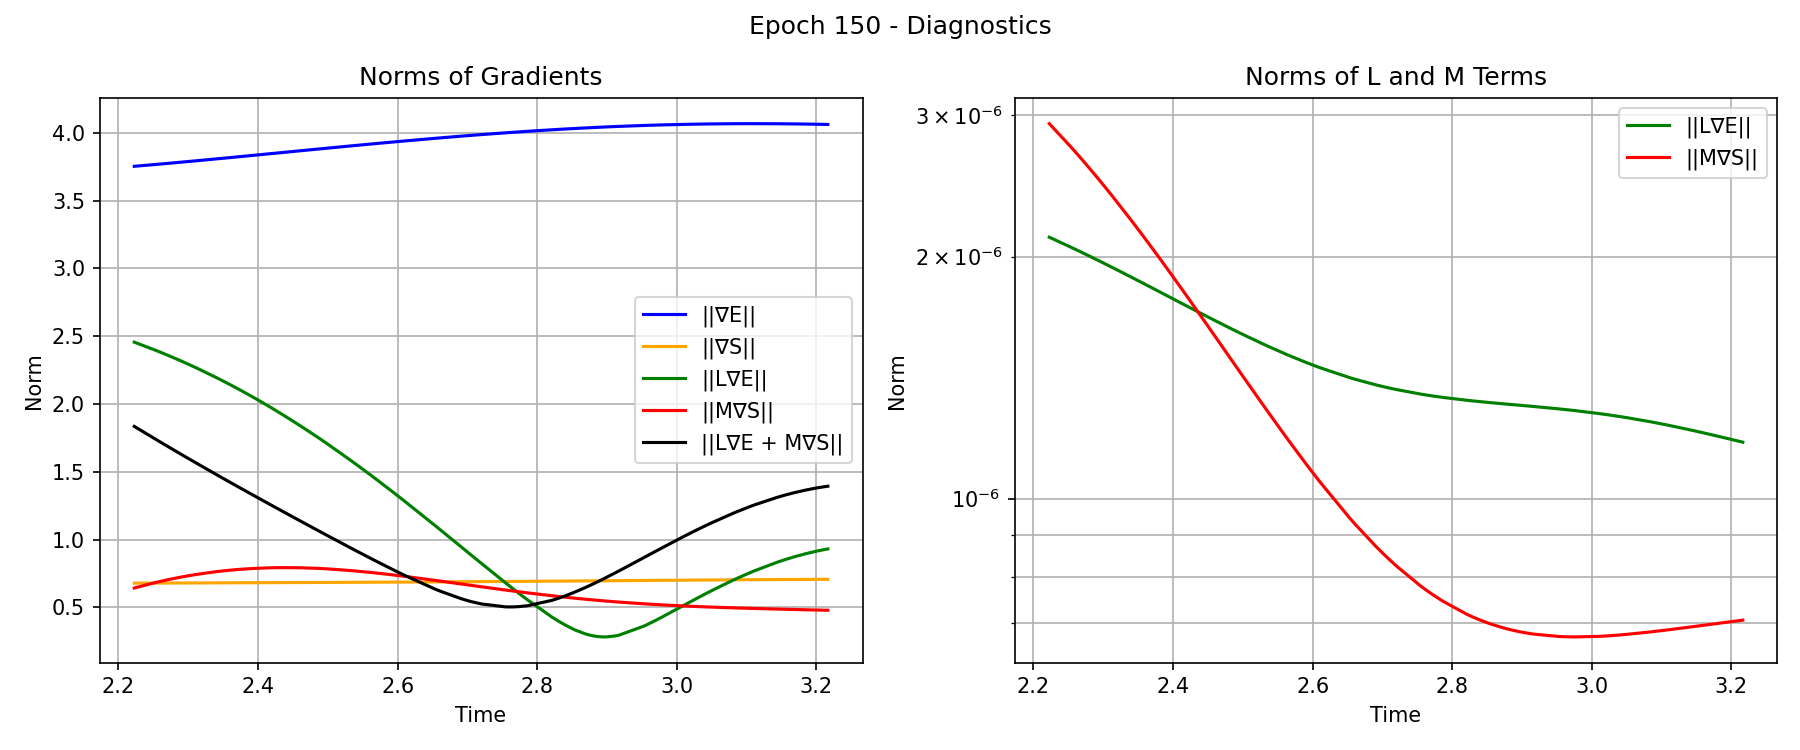 Epoch 150 - Diagnostics
Norms of Gradients
Norm
4.0
3.5
3.0
2.5
2.0
1.5
1.0
0.5
||∇E||
||∇S||
||L∇E||
||M∇S||
||L∇E + M∇S||
2.2 2.4 2.6 2.8 3.0 3.2
Time
Norms of L and M Terms
Norm
3 × 10⁻⁶
2 × 10⁻⁶
10⁻⁶
||L∇E||
||M∇S||
2.2 2.4 2.6 2.8 3.0 3.2
Time